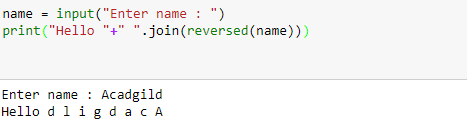 name = input("Enter name : ")
print("Hello "+" ".join(reversed(name)))
Enter name : Acadgild
Hello d l i g d a c A